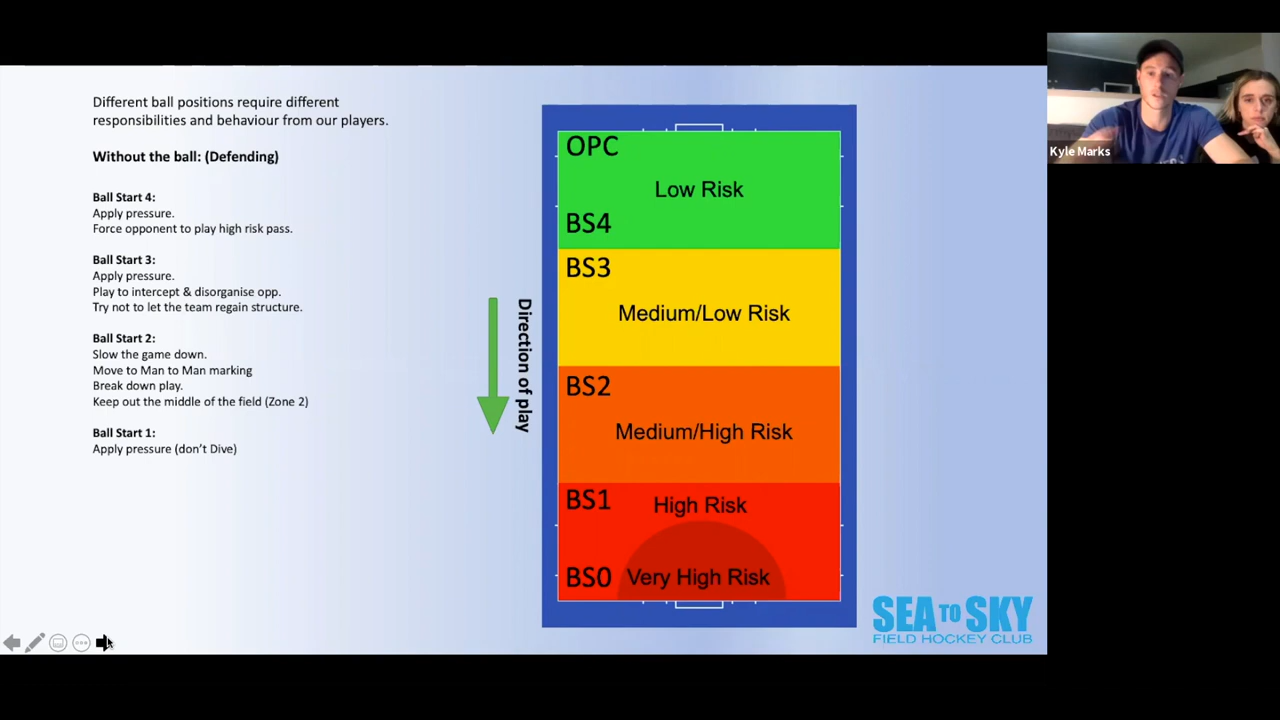 Different ball positions require different
responsibilities and behaviour from our players.
Without the ball: (Defending)
Ball Start 4:
Apply pressure.
Force opponent to play high risk pass.
Ball Start 3:
Apply pressure.
Play to intercept & disorganise opp.
Try not to let the team regain structure.
Ball Start 2:
Slow the game down.
Move to Man to Man marking
Break down play.
Keep out the middle of the field (Zone 2)
Ball Start 1:
Apply pressure (don’t Dive)
Direction of play
OPC
Low Risk
BS4
BS3
Medium/Low Risk
BS2
Medium/High Risk
BS1 High Risk
BS0 Very High Risk
SEA TO SKY
FIELD HOCKEY CLUB
Kyle Marks